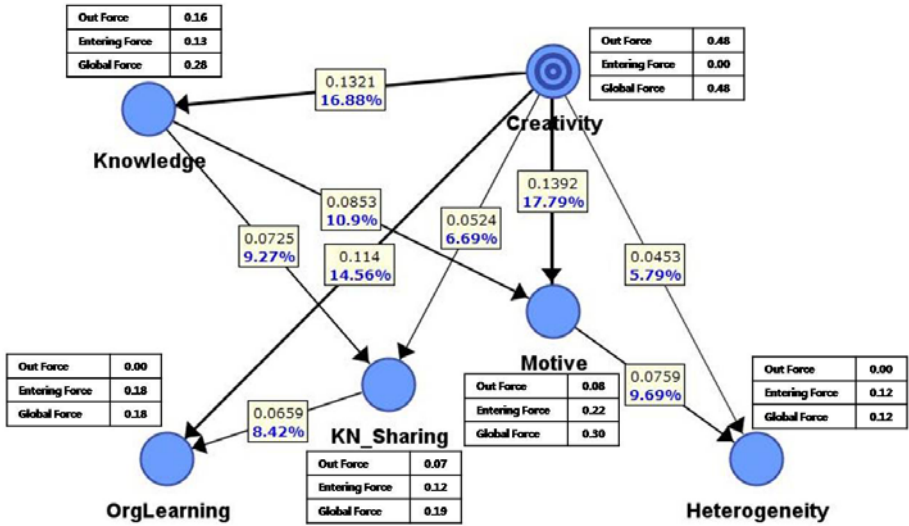 Out Force 0.16
Entering Force 0.13
Global Force 0.28
Knowledge
Out Force 0.48
Entering Force 0.00
Global Force 0.48
Creativity
0.1321
16.88%
0.1392
17.79%
0.0853
10.9%
0.0524
6.69%
0.0725
9.27%
0.114
14.56%
0.0453
5.79%
Motive
Out Force 0.08
Entering Force 0.22
Global Force 0.30
Out Force 0.00
Entering Force 0.18
Global Force 0.18
Out Force 0.00
Entering Force 0.12
Global Force 0.12
0.0759
9.69%
0.0659
8.42%
KN_Sharing
Out Force 0.07
Entering Force 0.12
Global Force 0.19
OrgLearning
Heterogeneity